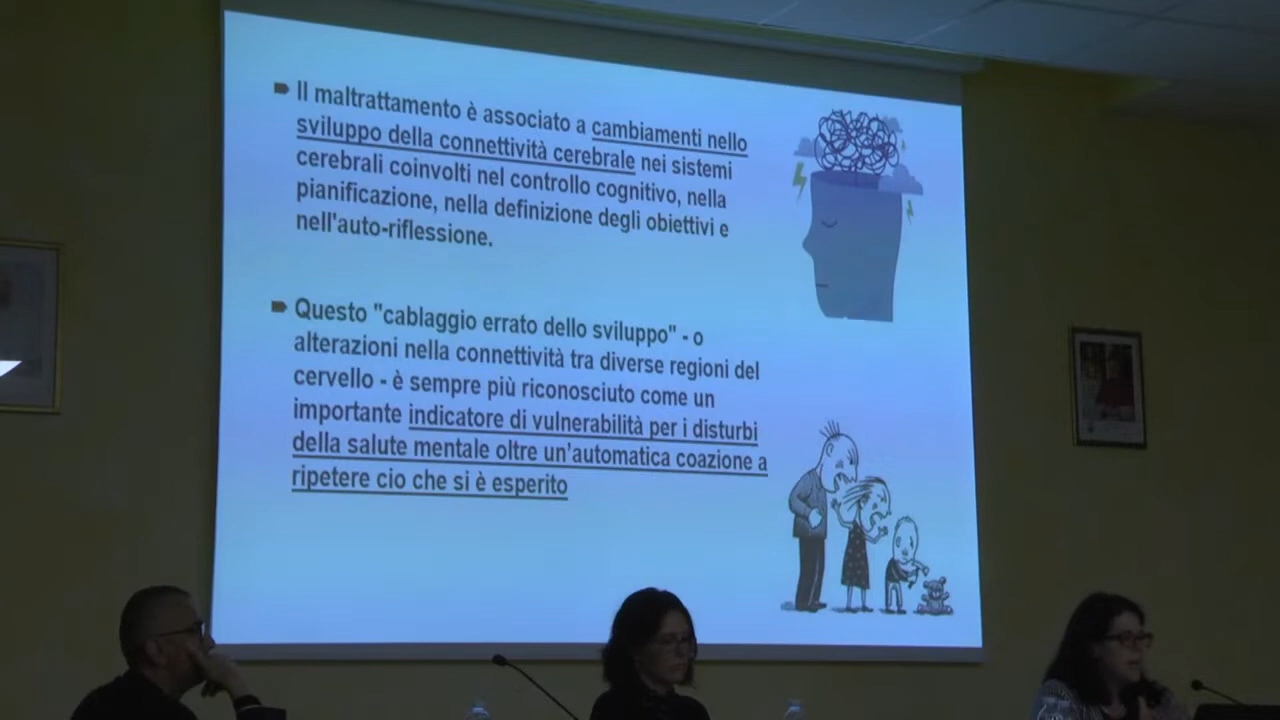 Il maltrattamento è associato a cambiamenti nello
sviluppo della connettività cerebrale nei sistemi
cerebrali coinvolti nel controllo cognitivo, nella
pianificazione, nella definizione degli obiettivi e
nell'auto-riflessione.
Questo "cablaggio errato dello sviluppo" - o
alterazioni nella connettività tra diverse regioni del
cervello - è sempre più riconosciuto come un
importante indicatore di vulnerabilità per i disturbi
della salute mentale oltre un'automatica coazione a
ripetere cio che si è esperito